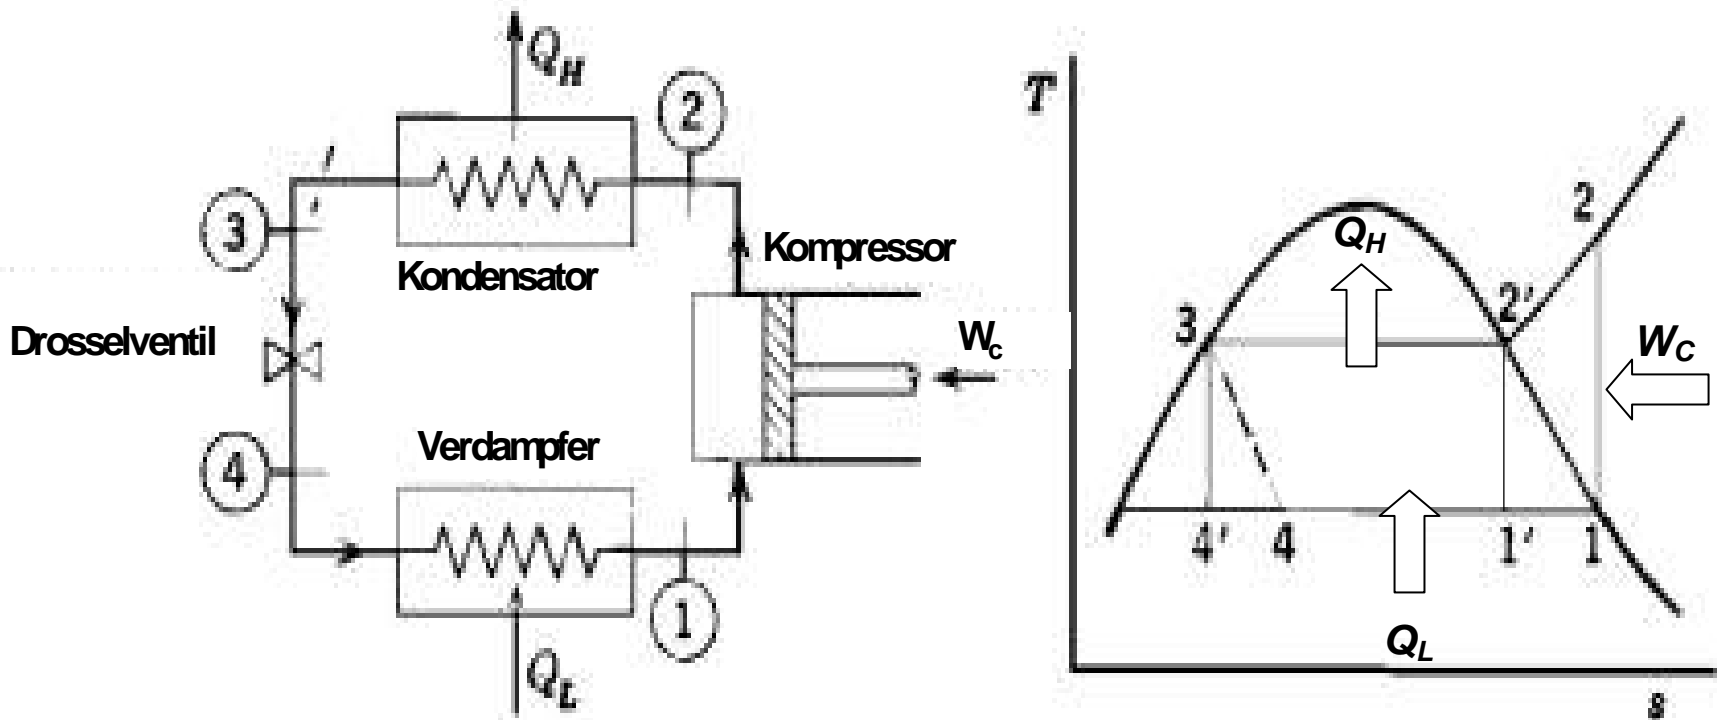 Q_H
2
3
Kondensator
Kompressor
Drosselventil
W_c
4
Verdampfer
1
Q_L
T
2
Q_H
3
2'
W_C
4'
4
1'
1
Q_L
s